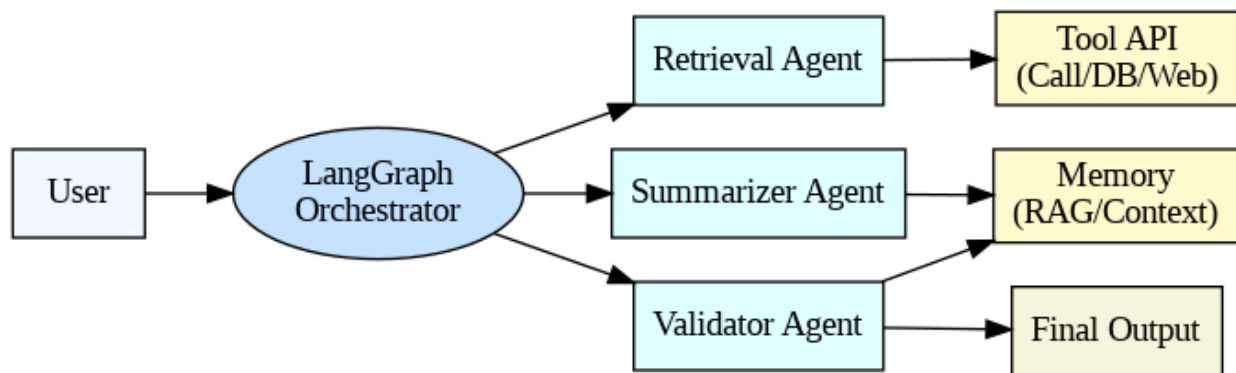 User
LangGraph
Orchestrator
Retrieval Agent
Summarizer Agent
Validator Agent
Tool API
(Call/DB/Web)
Memory
(RAG/Context)
Final Output